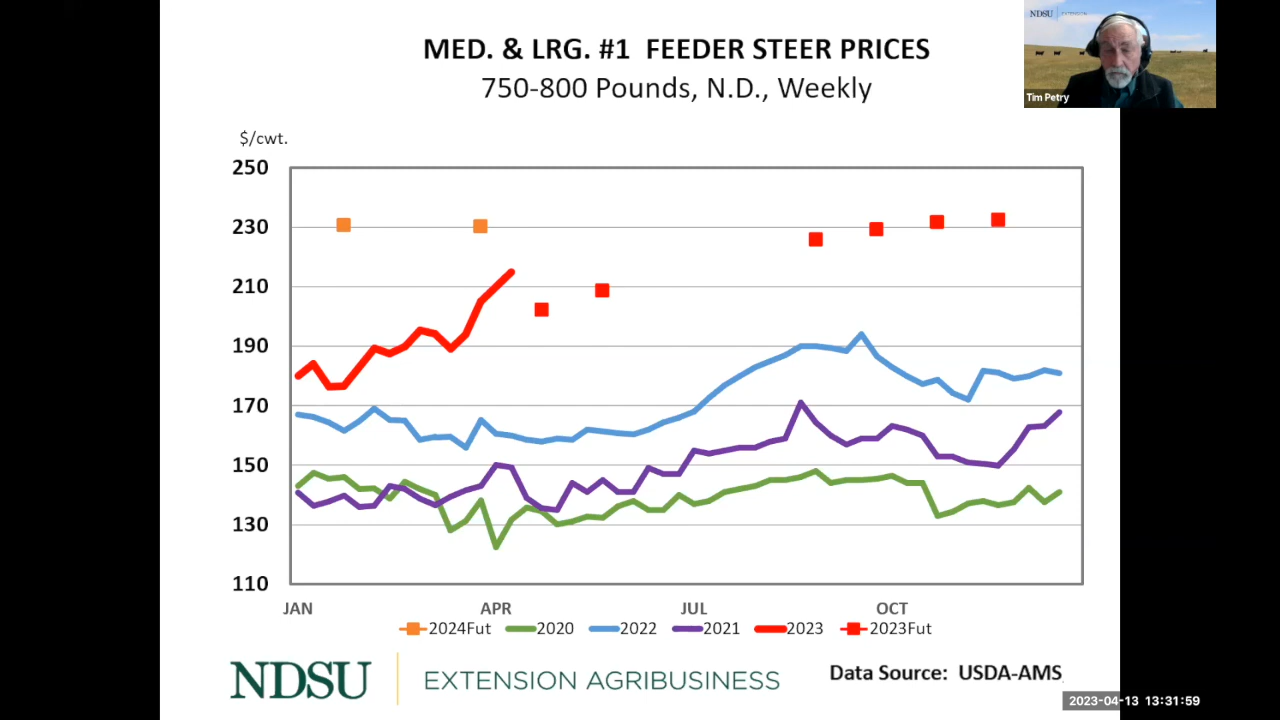 MED. & LRG. #1 FEEDER STEER PRICES
750-800 Pounds, N.D., Weekly
NDSU EXTENSION
Tim Petry
$/cwt.
250
230
210
190
170
150
130
110
JAN APR JUL OCT
2024Fut 2020 2022 2021 2023 2023Fut
NDSU EXTENSION AGRIBUSINESS
Data Source: USDA-AMS
2023-04-13 13:31:59